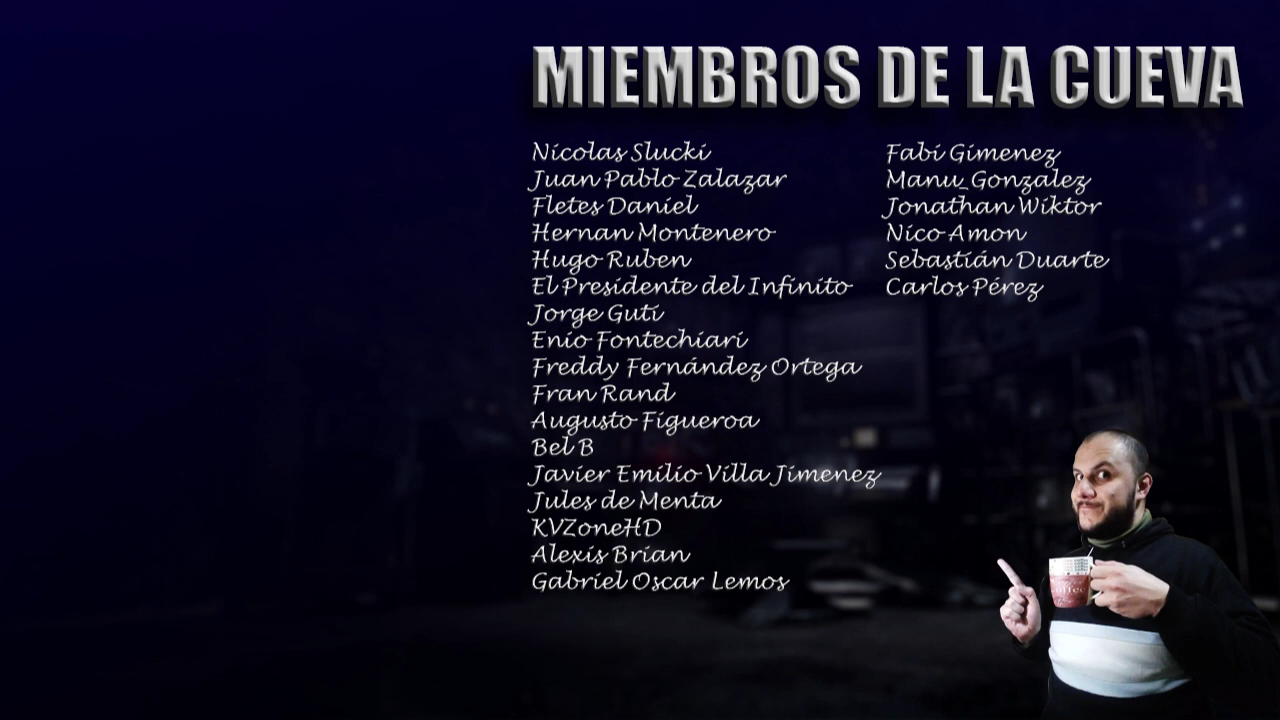 MIEMBROS DE LA CUEVA
Nicolas Slucki
Juan Pablo Zalazar
Fletes Daniel
Hernan Montenero
Hugo Ruben
El Presidente del Infinito
Jorge Guti
Enio Fontechiari
Freddy Fernández Ortega
Fran Rand
Augusto Figueroa
Bel B
Javier Emilio Villa Jimenez
Jules de Menta
KVZoneHD
Alexis Brian
Gabriel Oscar Lemos
Fabi Gimenez
Manu_Gonzalez
Jonathan Wiktor
Nico Amon
Sebastián Duarte
Carlos Pérez
coffee